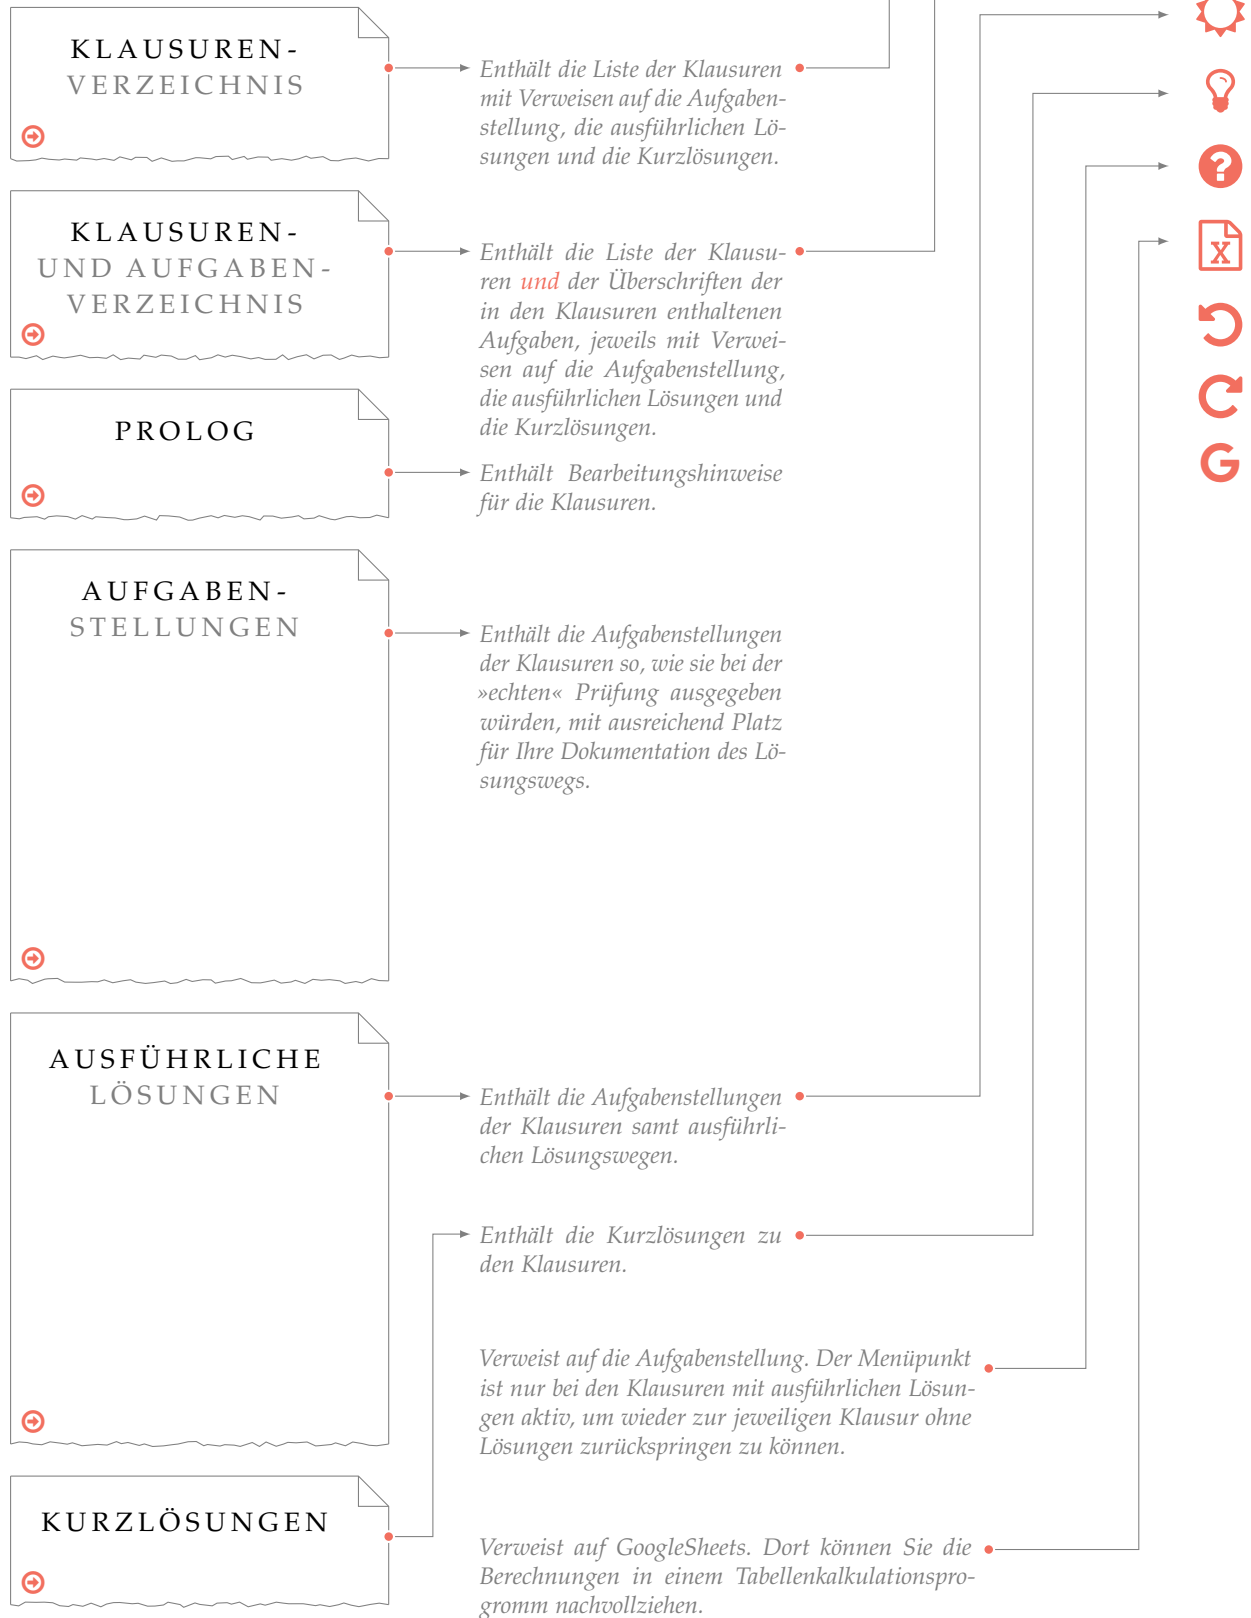 KLAUSUREN-
VERZEICHNIS
Enthält die Liste der Klausuren
mit Verweisen auf die Aufgaben-
stellung, die ausführlichen Lö-
sungen und die Kurzlösungen.
KLAUSUREN-
UND AUFGABEN-
VERZEICHNIS
Enthält die Liste der Klausu-
ren und der Überschriften der
in den Klausuren enthaltenen
Aufgaben, jeweils mit Verwei-
sen auf die Aufgabenstellung,
die ausführlichen Lösungen und
die Kurzlösungen.
PROLOG
Enthält Bearbeitungshinweise
für die Klausuren.
AUFGABEN-
STELLUNGEN
Enthält die Aufgabenstellungen
der Klausuren so, wie sie bei der
»echten« Prüfung ausgegeben
würden, mit ausreichend Platz
für Ihre Dokumentation des Lö-
sungswegs.
AUSFÜHRLICHE
LÖSUNGEN
Enthält die Aufgabenstellungen
der Klausuren samt ausführli-
chen Lösungswegen.
Enthält die Kurzlösungen zu
den Klausuren.
Verweist auf die Aufgabenstellung. Der Menüpunkt
ist nur bei den Klausuren mit ausführlichen Lösun-
gen aktiv, um wieder zur jeweiligen Klausur ohne
Lösungen zurückspringen zu können.
KURZLÖSUNGEN
Verweist auf GoogleSheets. Dort können Sie die
Berechnungen in einem Tabellenkalkulationspro-
gromm nachvollziehen.
?
X
G